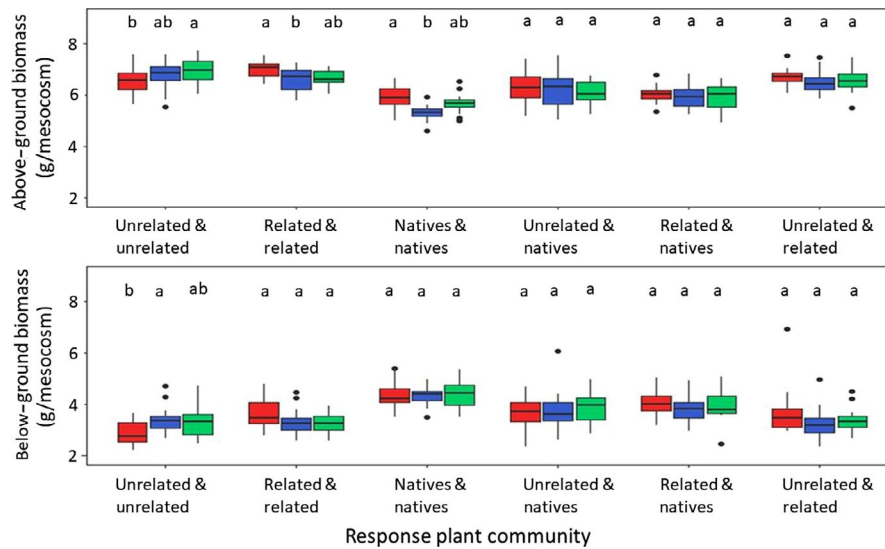 b ab a a b ab a b ab a a a a a a a a a
Above-ground biomass
(g/mesocosm)
8
6
4
2
Unrelated & Related & Natives & Unrelated & Related & Unrelated &
unrelated related natives natives natives related
b a ab a a a a a a a a a a a a a a a
Below-ground biomass
(g/mesocosm)
8
6
4
2
Unrelated & Related & Natives & Unrelated & Related & Unrelated &
unrelated related natives natives natives related
Response plant community